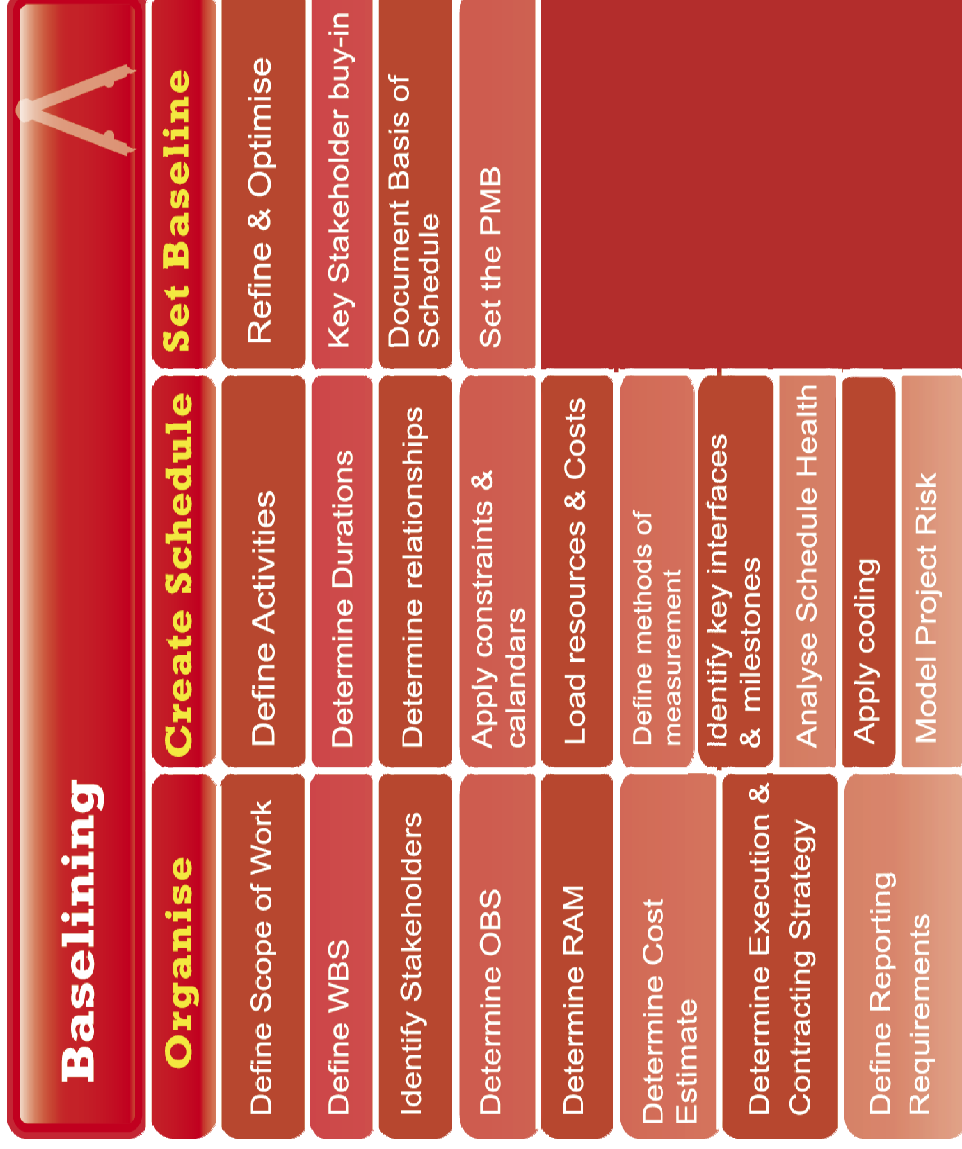 Baselining
Organise
Define Scope of Work
Define WBS
Identify Stakeholders
Determine OBS
Determine RAM
Determine Cost
Estimate
Determine Execution &
Contracting Strategy
Define Reporting
Requirements
Create Schedule
Define Activities
Determine Durations
Determine relationships
Apply constraints &
calandars
Load resources & Costs
Define methods of
measurement
Identify key interfaces
& milestones
Analyse Schedule Health
Apply coding
Model Project Risk
Set Baseline
Refine & Optimise
Key Stakeholder buy-in
Document Basis of
Schedule
Set the PMB